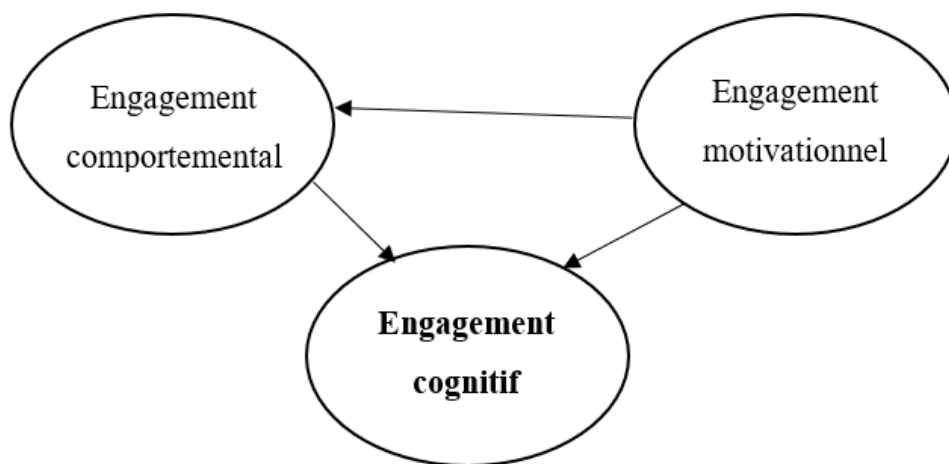 Engagement
comportemental
Engagement
motivationnel
Engagement
cognitif